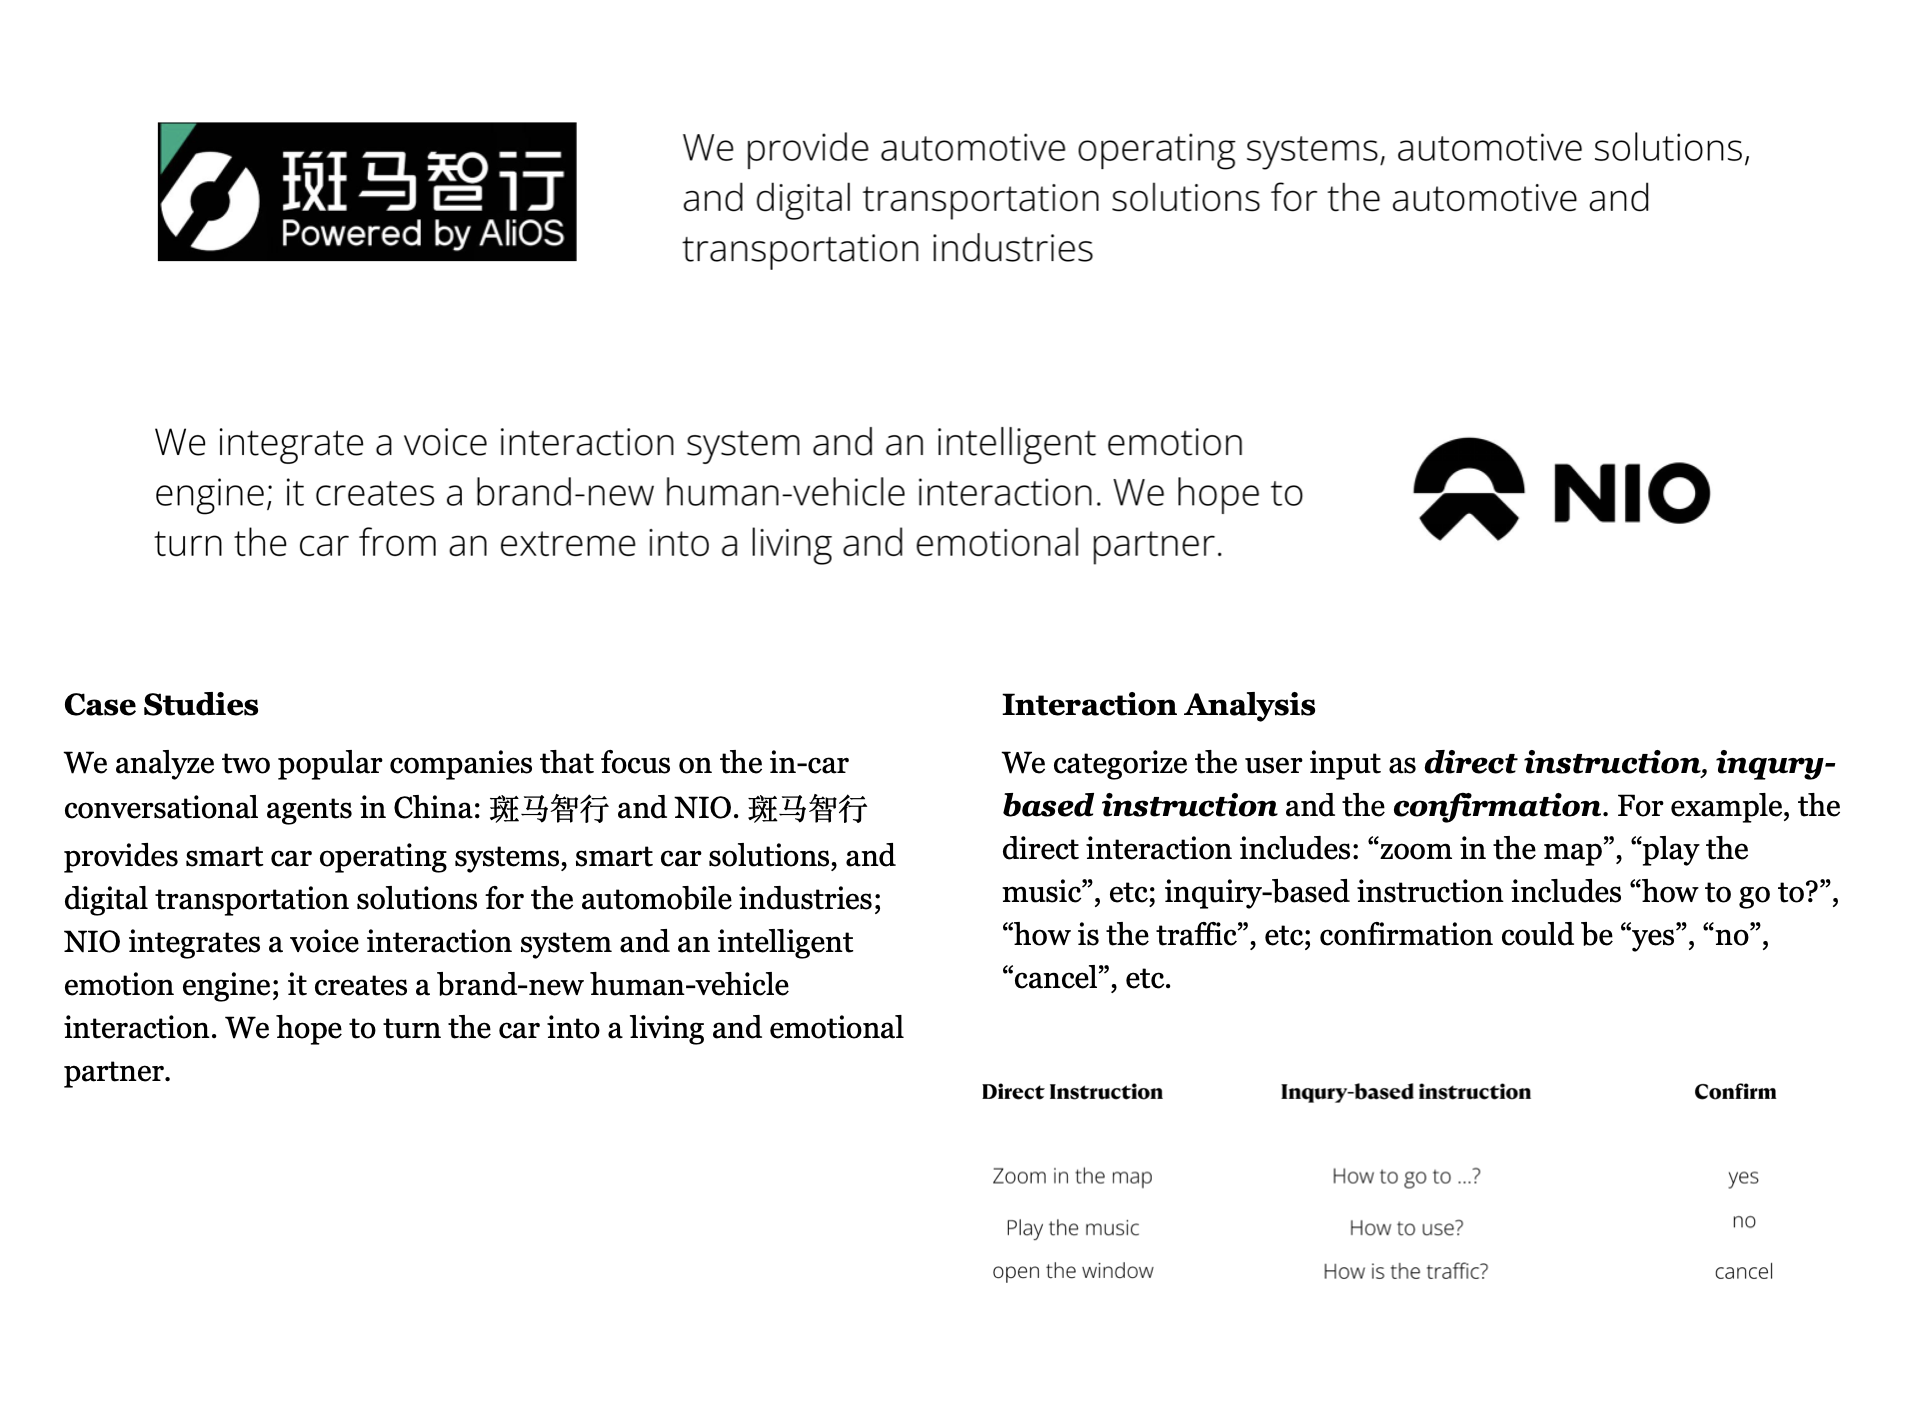 斑马智行
Powered by AliOS
We provide automotive operating systems, automotive solutions,
and digital transportation solutions for the automotive and
transportation industries
We integrate a voice interaction system and an intelligent emotion
engine; it creates a brand-new human-vehicle interaction. We hope to
turn the car from an extreme into a living and emotional partner.
NIO
Case Studies
We analyze two popular companies that focus on the in-car
conversational agents in China: 斑马智行 and NIO. 斑马智行
provides smart car operating systems, smart car solutions, and
digital transportation solutions for the automobile industries;
NIO integrates a voice interaction system and an intelligent
emotion engine; it creates a brand-new human-vehicle
interaction. We hope to turn the car into a living and emotional
partner.
Interaction Analysis
We categorize the user input as direct instruction, inqury-
based instruction and the confirmation. For example, the
direct interaction includes: “zoom in the map”, “play the
music”, etc; inquiry-based instruction includes “how to go to?”,
“how is the traffic”, etc; confirmation could be “yes”, “no”,
“cancel”, etc.
Direct Instruction Inqury-based instruction Confirm
Zoom in the map How to go to ...? yes
Play the music How to use? no
open the window How is the traffic? cancel